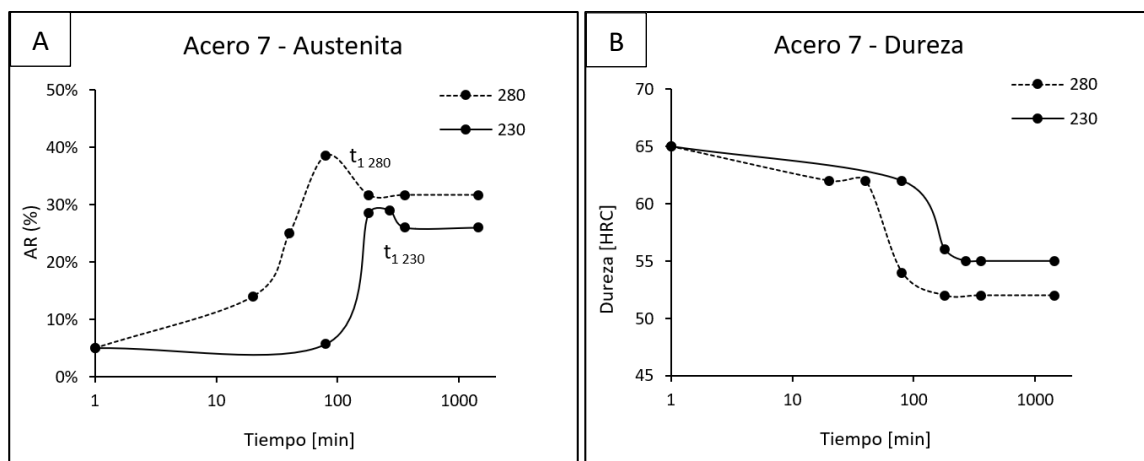 A
Acero 7 - Austenita
50%
40%
30%
20%
10%
0%
AR (%)
1
10
100
1000
Tiempo [min]
280
230
t1 280
t1 230
B
Acero 7 - Dureza
70
65
60
55
50
45
Dureza [HRC]
1
10
100
1000
Tiempo [min]
280
230